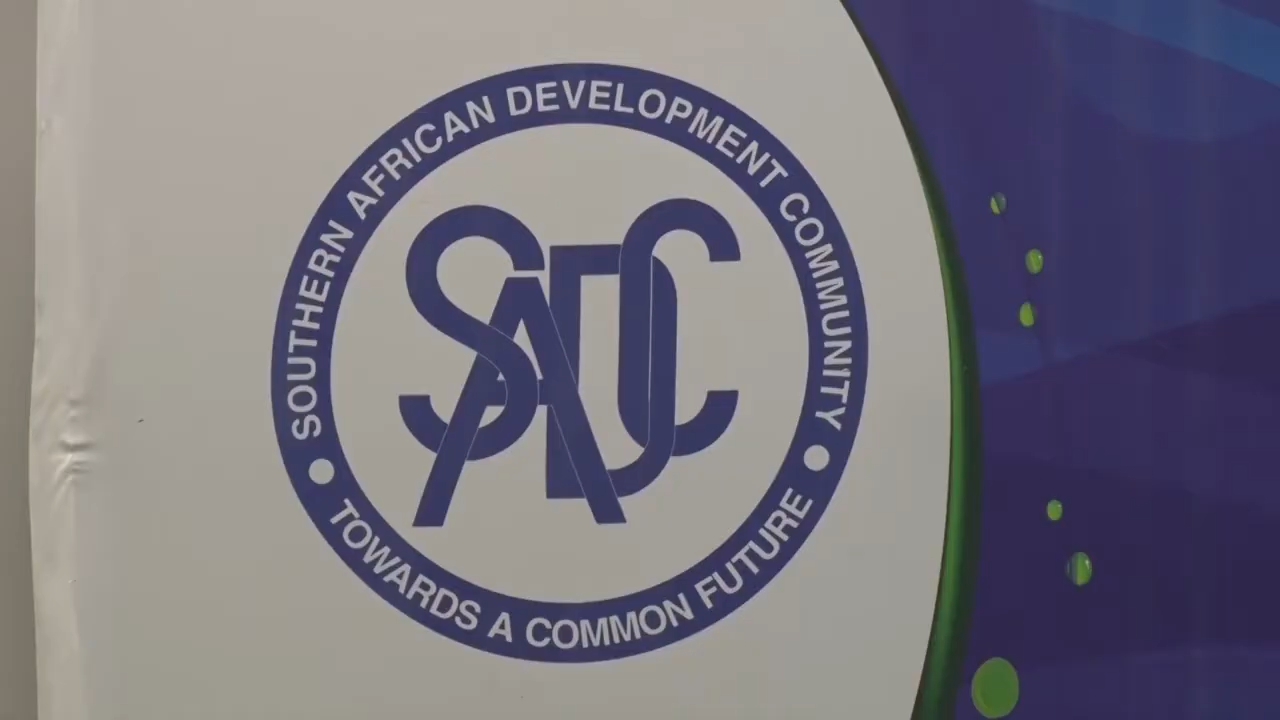 SOUTHERN AFRICAN DEVELOPMENT COMMUNITY
SADC
TOWARDS A COMMON FUTURE